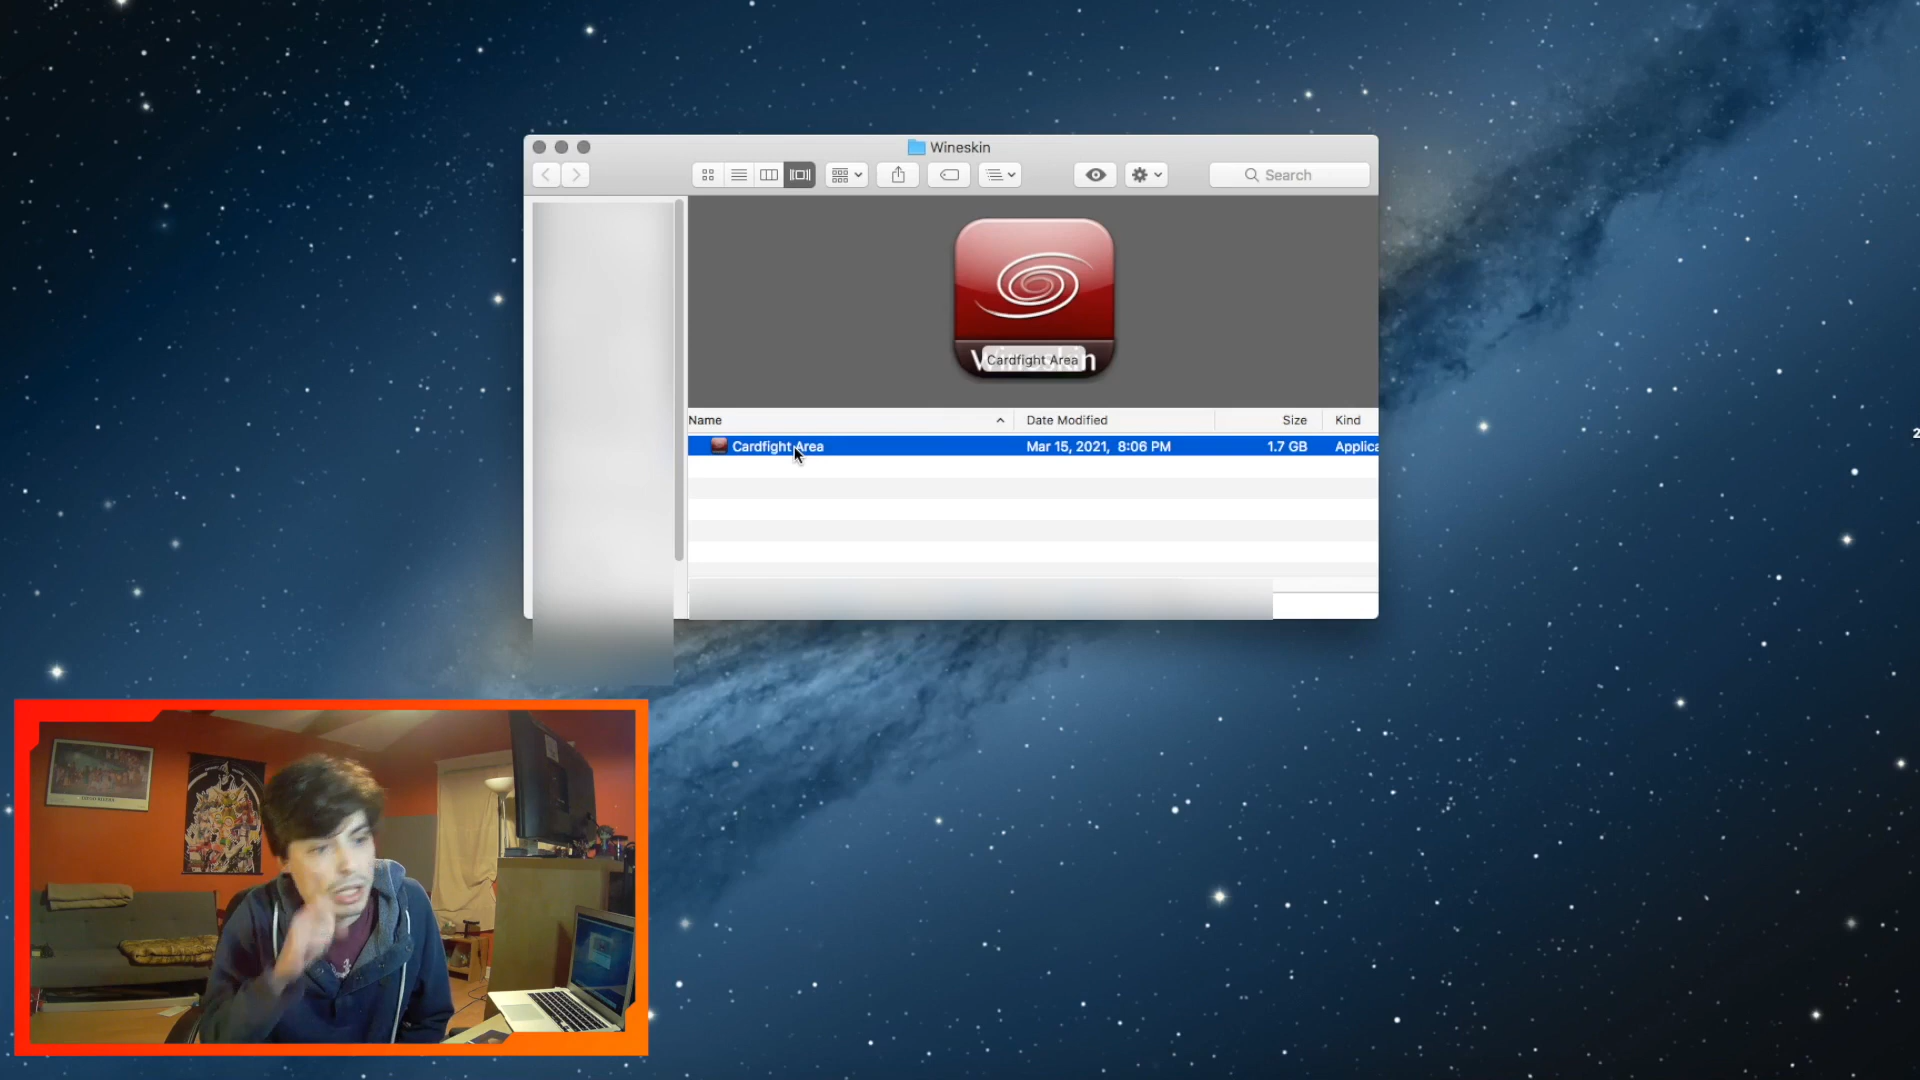 Wineskin
Search
Cardfight Area
Name
Date Modified
Size
Kind
Cardfight Area
Mar 15, 2021, 8:06 PM
1.7 GB
Applica
2